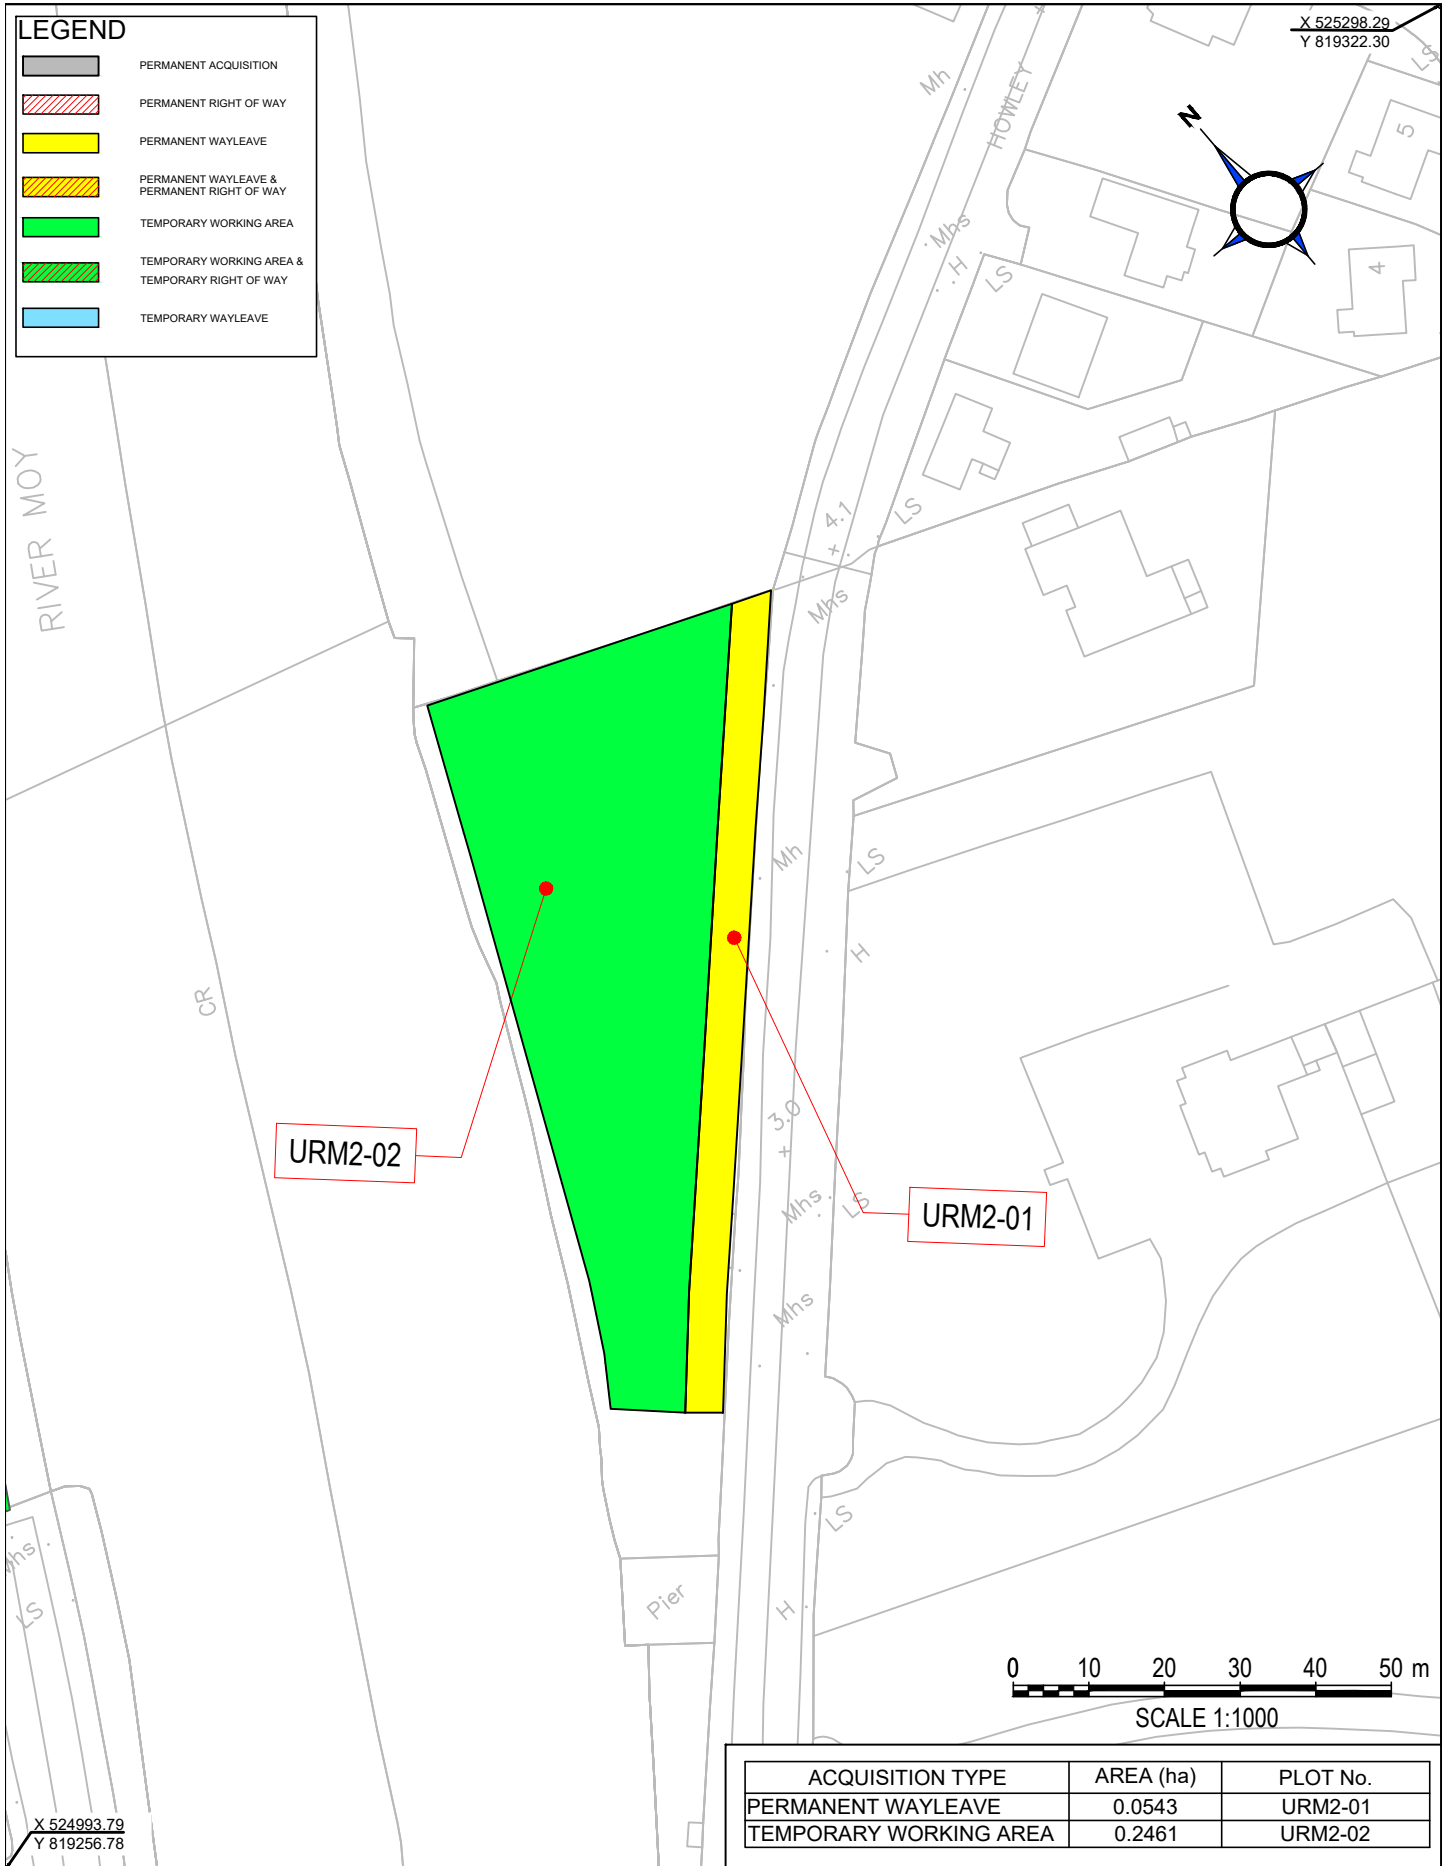 LEGEND
PERMANENT ACQUISITION
PERMANENT RIGHT OF WAY
PERMANENT WAYLEAVE
PERMANENT WAYLEAVE &
PERMANENT RIGHT OF WAY
TEMPORARY WORKING AREA
TEMPORARY WORKING AREA &
TEMPORARY RIGHT OF WAY
TEMPORARY WAYLEAVE
X 525298.29
Y 819322.30
N
LS
5
4
Mh
HOWLEY
Mhs
H
LS
RIVER MOY
4.1
+
LS
Mhs
Mh
LS
H
CR
3.0
+
URM2-02
Mhs
LS
URM2-01
Mhs
LS
Mhs
LS
Pier
H
0 10 20 30 40 50 m
SCALE 1:1000
ACQUISITION TYPE AREA (ha) PLOT No.
PERMANENT WAYLEAVE 0.0543 URM2-01
TEMPORARY WORKING AREA 0.2461 URM2-02
X 524993.79
Y 819256.78